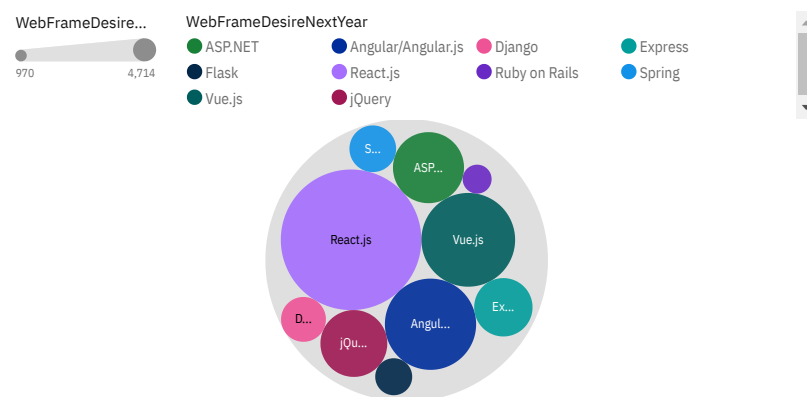 WebFrameDesire...
970
4,714
WebFrameDesireNextYear
ASP.NET
Angular/Angular.js
Django
Express
Flask
React.js
Ruby on Rails
Spring
Vue.js
jQuery
S...
ASP...
React.js
Vue.js
Ex...
D...
Angul...
jQu...